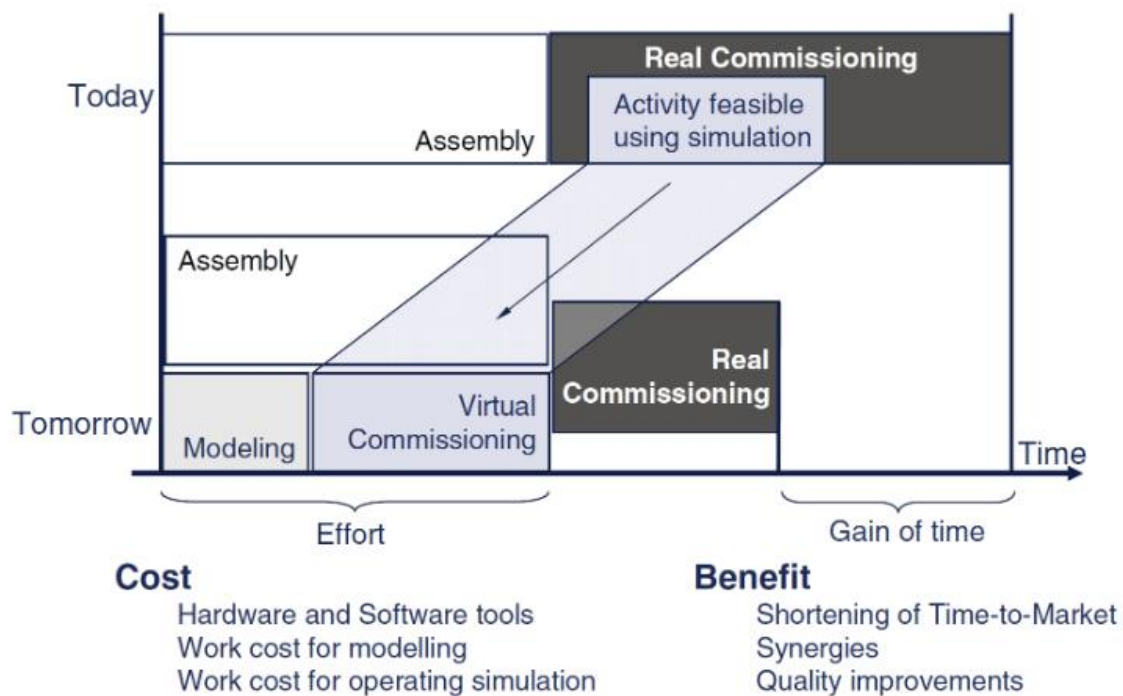 Real Commissioning
Today
Activity feasible
using simulation
Assembly
Assembly
Real
Commissioning
Virtual
Commissioning
Tomorrow
Modeling
Time
Effort
Gain of time
Cost
Hardware and Software tools
Work cost for modelling
Work cost for operating simulation
Benefit
Shortening of Time-to-Market
Synergies
Quality improvements